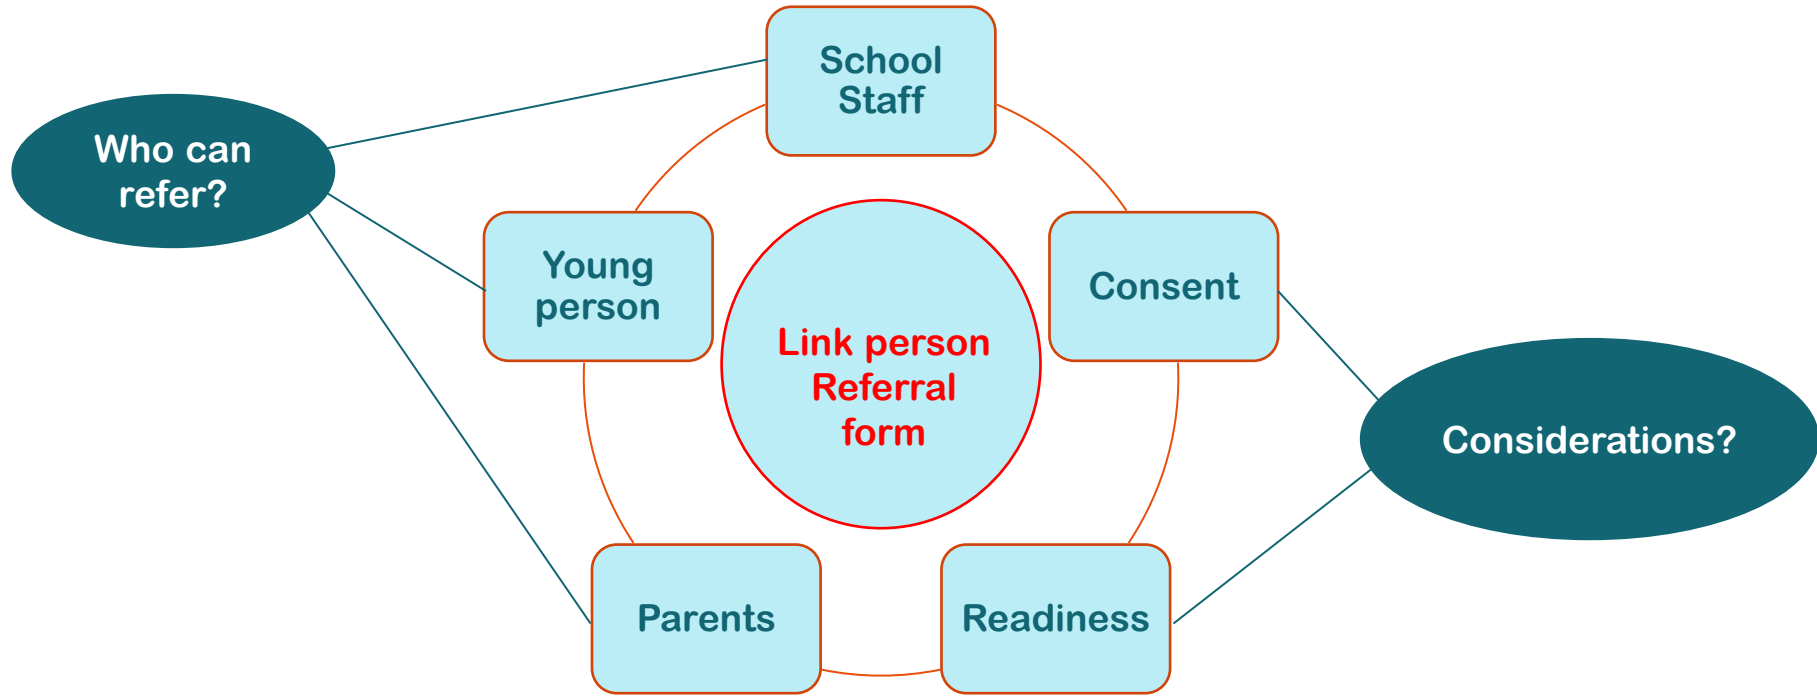 School
Staff
Who can
refer?
Young
person
Consent
Link person
Referral
form
Considerations?
Parents
Readiness